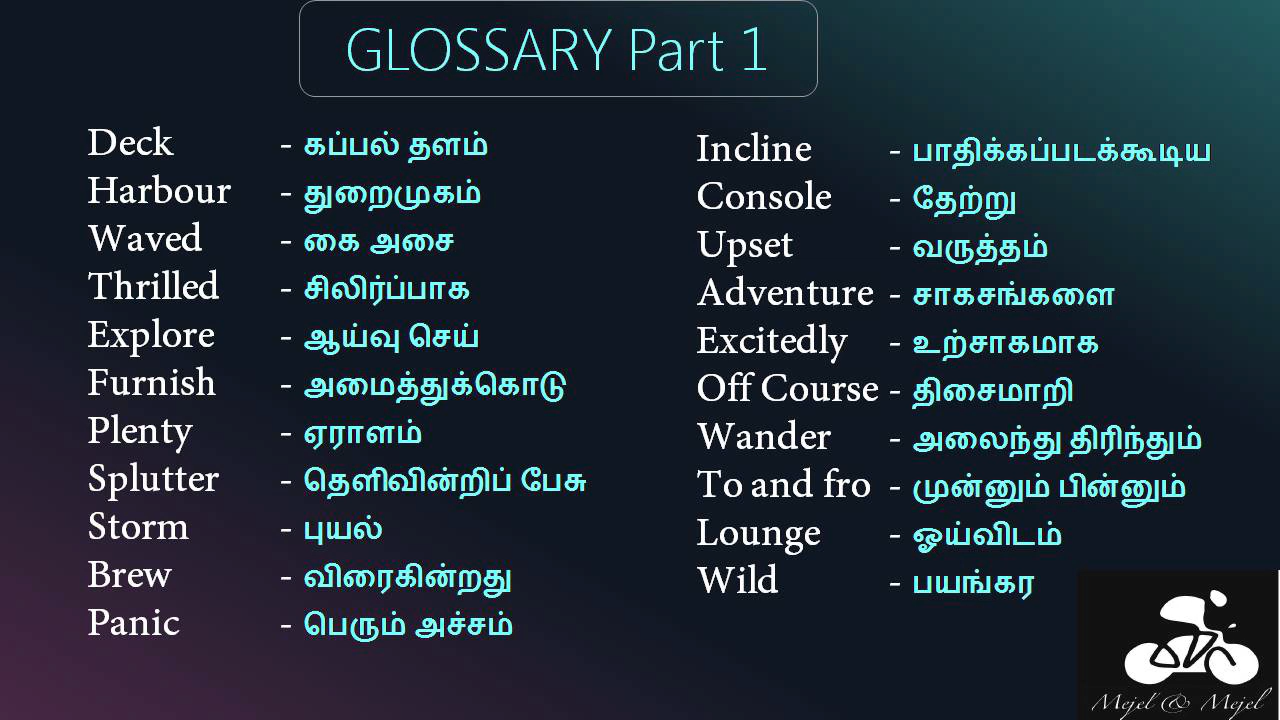 GLOSSARY Part 1
Deck - கப்பல் தளம்
Harbour - துறைமுகம்
Waved - கை அசை
Thrilled - சிலிர்ப்பாக
Explore - ஆய்வு செய்
Furnish - அமைத்துக்கொடு
Plenty - ஏராளம்
Splutter - தெளிவின்றிப் பேசு
Storm - புயல்
Brew - விரைகின்றது
Panic - பெரும் அச்சம்
Incline - பாதிக்கப்படக்கூடிய
Console - தேற்று
Upset - வருத்தம்
Adventure - சாகசங்களை
Excitedly - உற்சாகமாக
Off Course - திசைமாறி
Wander - அலைந்து திரிந்தும்
To and fro - முன்னும் பின்னும்
Lounge - ஓய்விடம்
Wild - பயங்கர
Mejel & Mejel